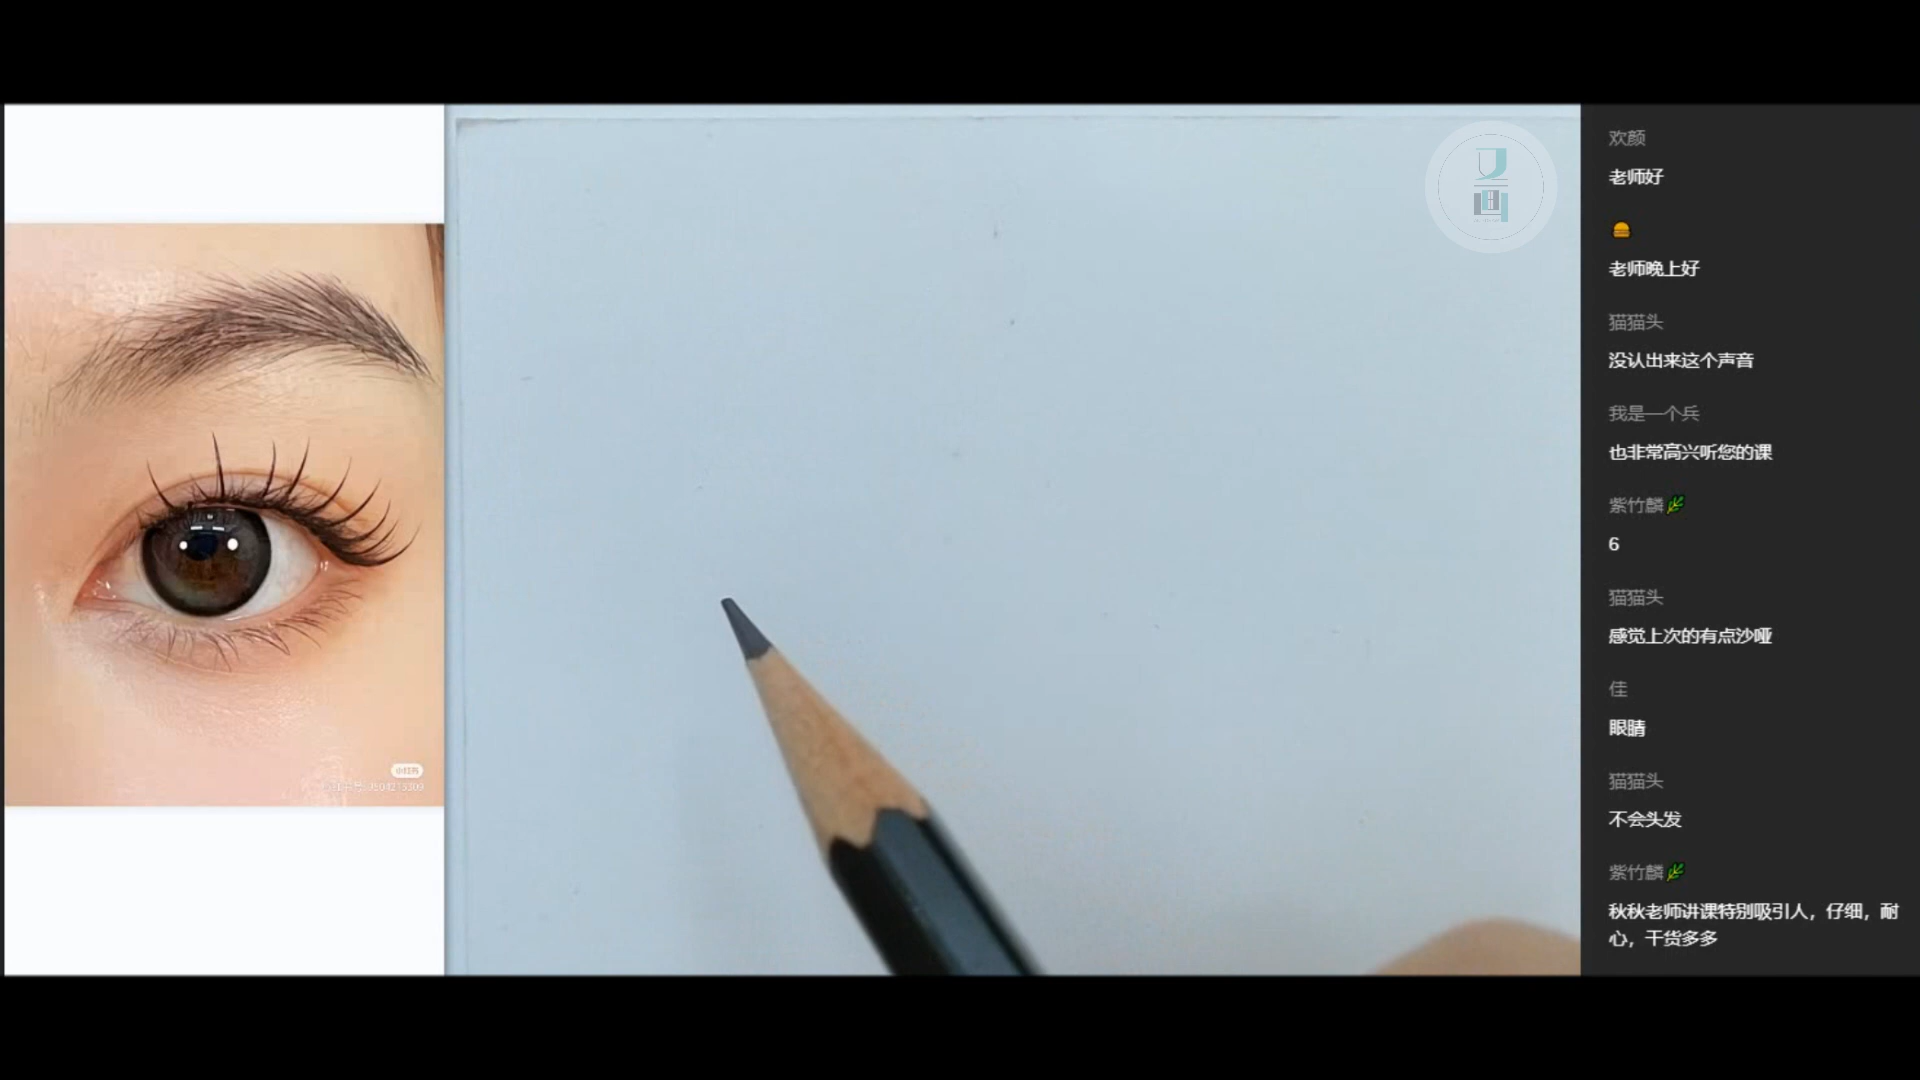 小红书
欢颜
老师好
老师晚上好
猫猫头
没认出来这个声音
我是一个兵
也非常高兴听您的课
紫竹麟
6
猫猫头
感觉上次的有点沙哑
佳
眼睛
猫猫头
不会头发
紫竹麟
秋秋老师讲课特别吸引人，仔细，耐
心，干货多多